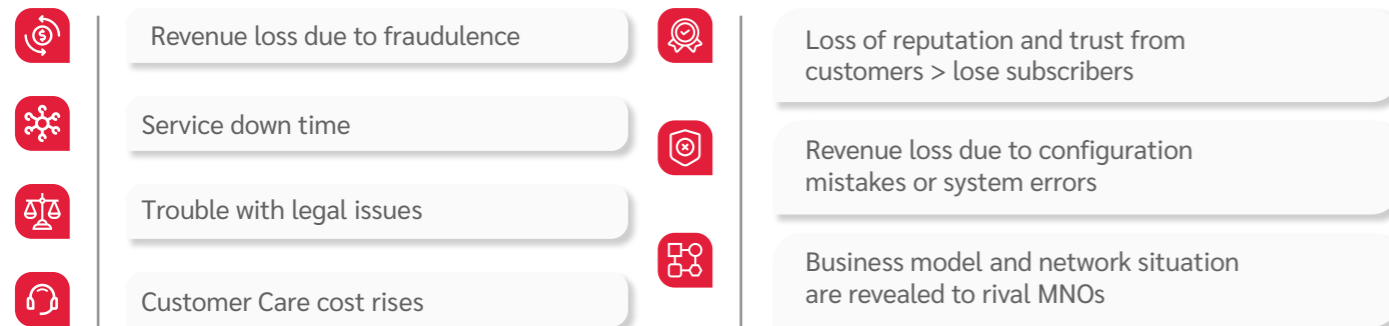 Revenue loss due to fraudulence
Service down time
Trouble with legal issues
Customer Care cost rises
Loss of reputation and trust from
customers > lose subscribers
Revenue loss due to configuration
mistakes or system errors
Business model and network situation
are revealed to rival MNOs